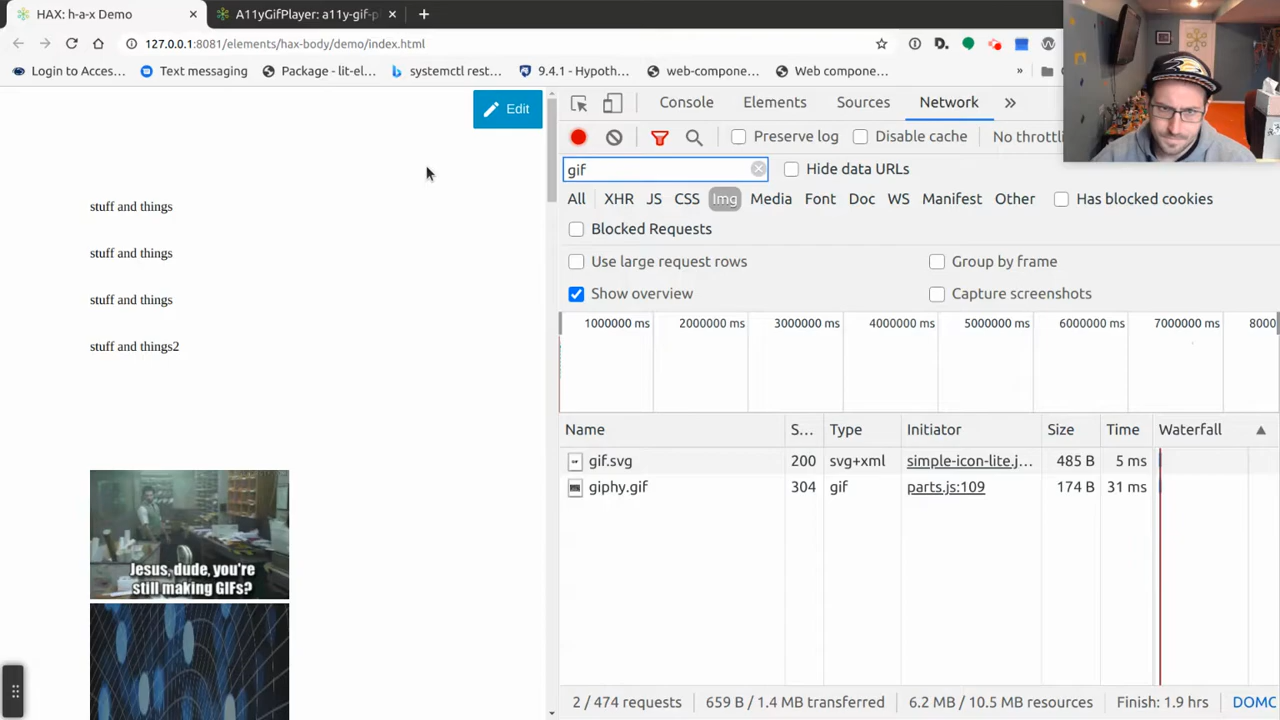 HAX: h-a-x Demo
A11yGifPlayer: a11y-gif-p
127.0.0.1:8081/elements/hax-body/demo/index.html
Login to Acces... Text messaging Package - lit-el... systemctl rest... 9.4.1 - Hypoth... web-compone... Web compone... »
Edit
Console Elements Sources Network »
Preserve log Disable cache No throttli
gif Hide data URLs
All XHR JS CSS Img Media Font Doc WS Manifest Other Has blocked cookies
Blocked Requests
Use large request rows Group by frame
Show overview Capture screenshots
1000000 ms 2000000 ms 3000000 ms 4000000 ms 5000000 ms 6000000 ms 7000000 ms 8000
Name S... Type Initiator Size Time Waterfall
gif.svg 200 svg+xml simple-icon-lite.j... 485 B 5 ms
giphy.gif 304 gif parts.js:109 174 B 31 ms
stuff and things
stuff and things
stuff and things
stuff and things2
Jesus, dude, you're
still making GIFs?
2 / 474 requests 659 B / 1.4 MB transferred 6.2 MB / 10.5 MB resources Finish: 1.9 hrs DOMC